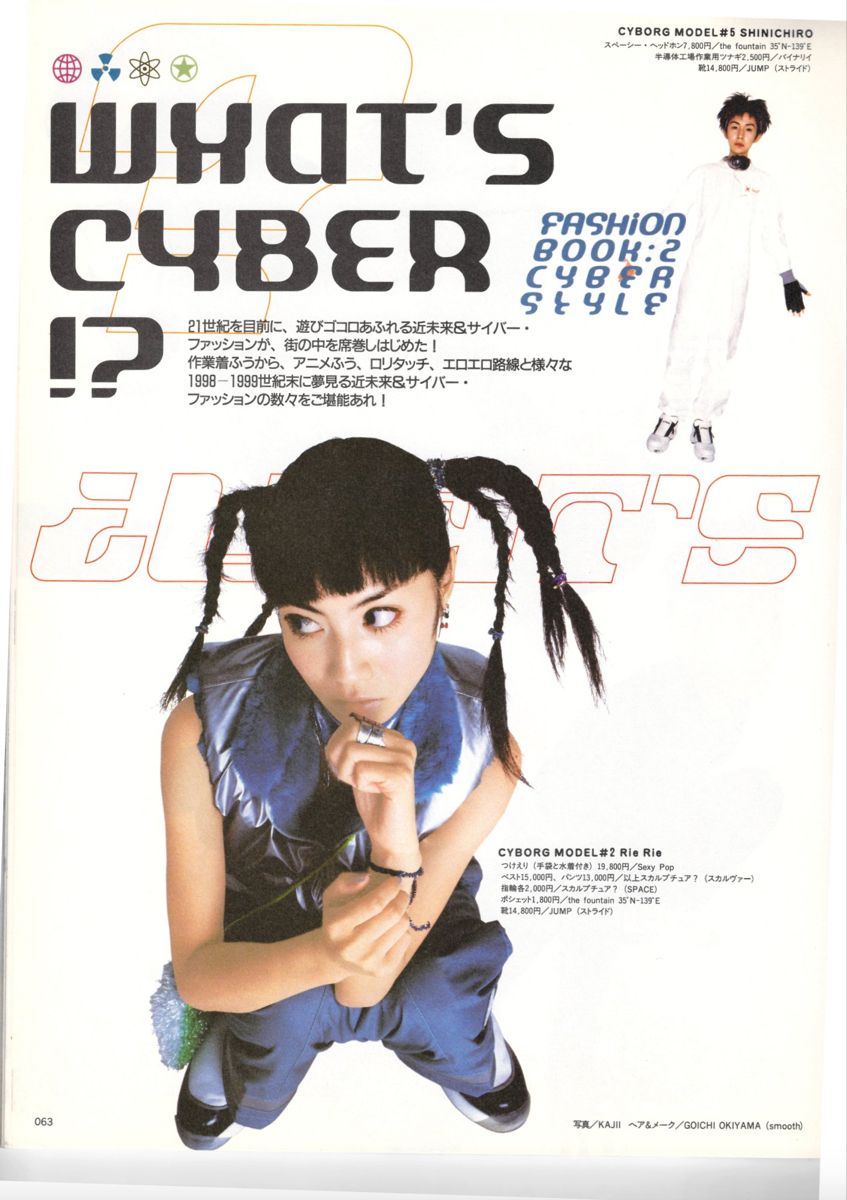 CYBORG MODEL#5 SHINICHIRO
スペーシー・ヘッドホン7,800円／the fountain 35°N-139°E
半導体工場作業用ツナギ2,500円／バイナリイ
靴14,800円／JUMP（ストライド）
WHAT'S
CYBER
!?
FASHION
BOOK:2
CYBER
STYLE
21世紀を目前に、遊びゴコロあふれる近未来&サイバー・
ファッションが、街の中を席巻しはじめた！
作業着ふうから、アニメふう、ロリタッチ、エロエロ路線と様々な
1998－1999世紀末に夢見る近未来&サイバー・
ファッションの数々をご堪能あれ！
CYBORG MODEL#2 Rie Rie
つけえり（手袋と水着付き）19,800円／Sexy Pop
ベスト15,000円、パンツ13,000円／以上スカルプチュア？（スカルヴァー）
指輪各2,000円／スカルプチュア？（SPACE）
ポシェット1,800円／the fountain 35°N-139°E
靴14,800円／JUMP（ストライド）
063
写真／KAJII ヘア&メーク／GOICHI OKIYAMA (smooth)